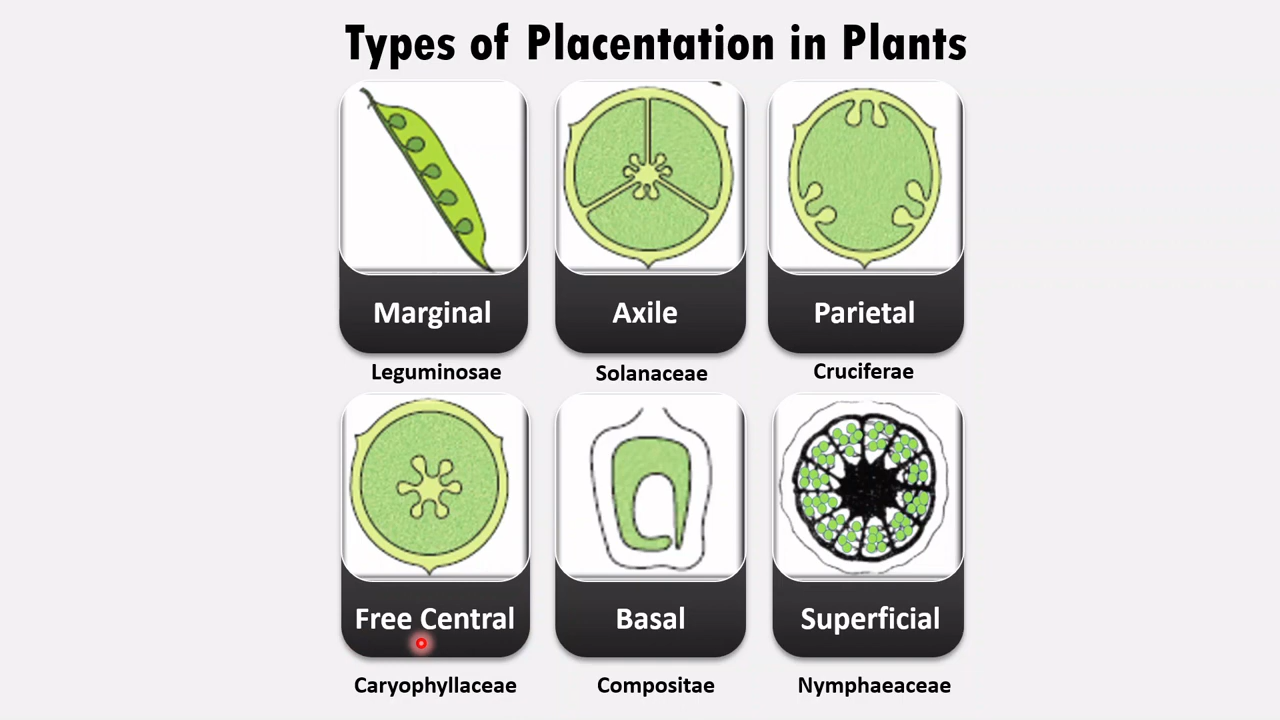 Types of Placentation in Plants
Marginal
Axile
Parietal
Leguminosae
Solanaceae
Cruciferae
Free Central
Basal
Superficial
Caryophyllaceae
Compositae
Nymphaeaceae